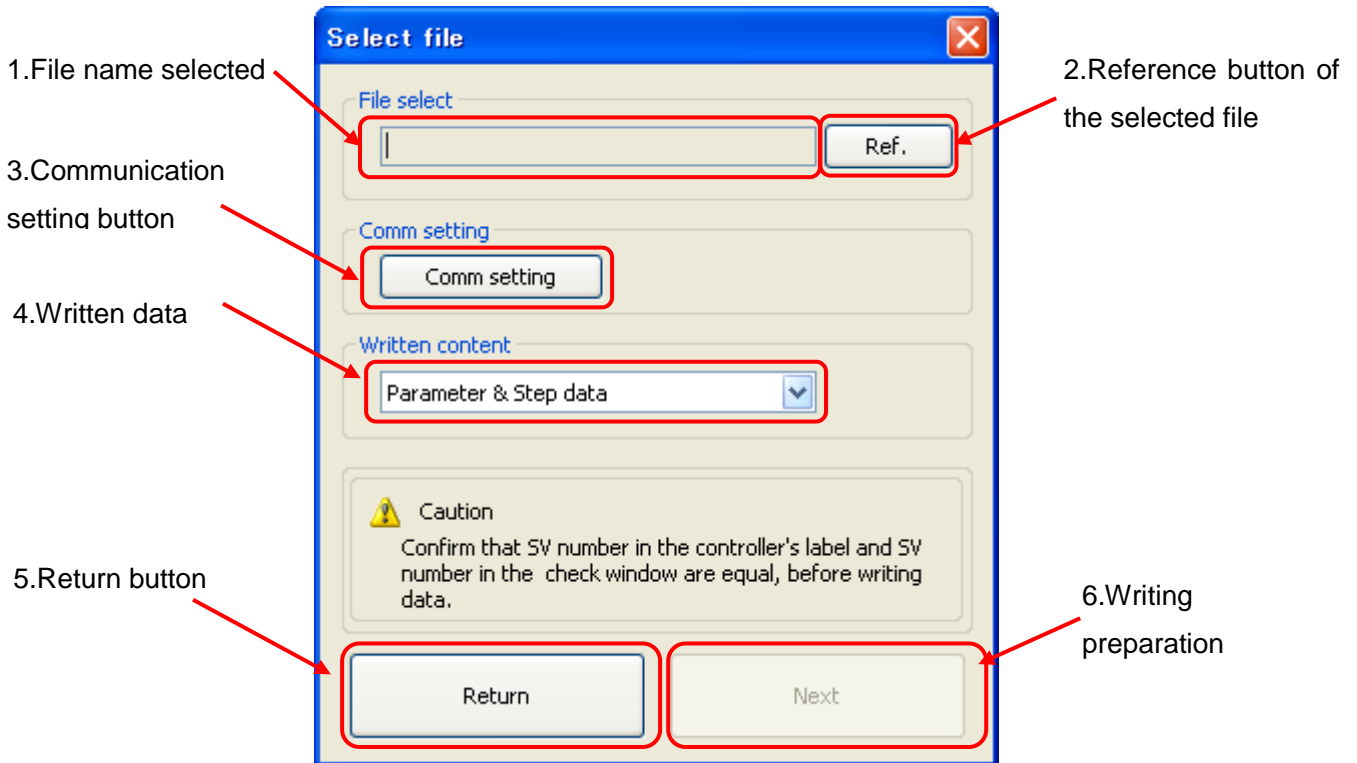 Select file
1.File name selected
2.Reference button of
the selected file
File select
Ref.
3.Communication
setting button
Comm setting
Comm setting
4.Written data
Written content
Parameter & Step data
Caution
Confirm that SV number in the controller's label and SV
number in the check window are equal, before writing
data.
5.Return button
6.Writing
preparation
Return
Next